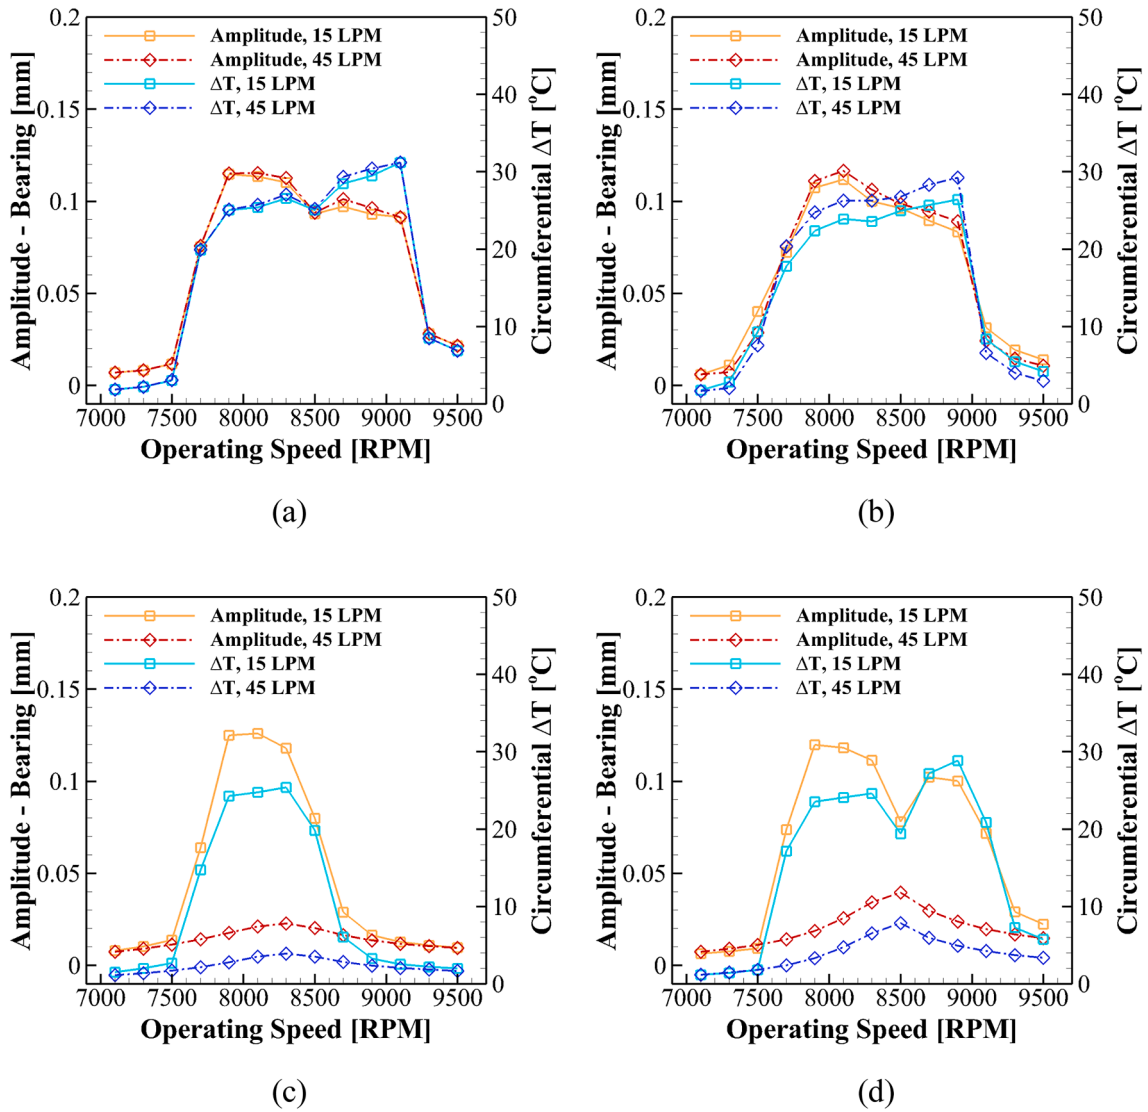 Amplitude - Bearing [mm]
0.2
0.15
0.1
0.05
0
Amplitude, 15 LPM
Amplitude, 45 LPM
ΔT, 15 LPM
ΔT, 45 LPM
50
40
30
20
10
0
Circumferential ΔT [°C]
7000 7500 8000 8500 9000 9500
Operating Speed [RPM]
(a)
Amplitude - Bearing [mm]
0.2
0.15
0.1
0.05
0
Amplitude, 15 LPM
Amplitude, 45 LPM
ΔT, 15 LPM
ΔT, 45 LPM
50
40
30
20
10
0
Circumferential ΔT [°C]
7000 7500 8000 8500 9000 9500
Operating Speed [RPM]
(b)
Amplitude - Bearing [mm]
0.2
0.15
0.1
0.05
0
Amplitude, 15 LPM
Amplitude, 45 LPM
ΔT, 15 LPM
ΔT, 45 LPM
50
40
30
20
10
0
Circumferential ΔT [°C]
7000 7500 8000 8500 9000 9500
Operating Speed [RPM]
(c)
Amplitude - Bearing [mm]
0.2
0.15
0.1
0.05
0
Amplitude, 15 LPM
Amplitude, 45 LPM
ΔT, 15 LPM
ΔT, 45 LPM
50
40
30
20
10
0
Circumferential ΔT [°C]
7000 7500 8000 8500 9000 9500
Operating Speed [RPM]
(d)